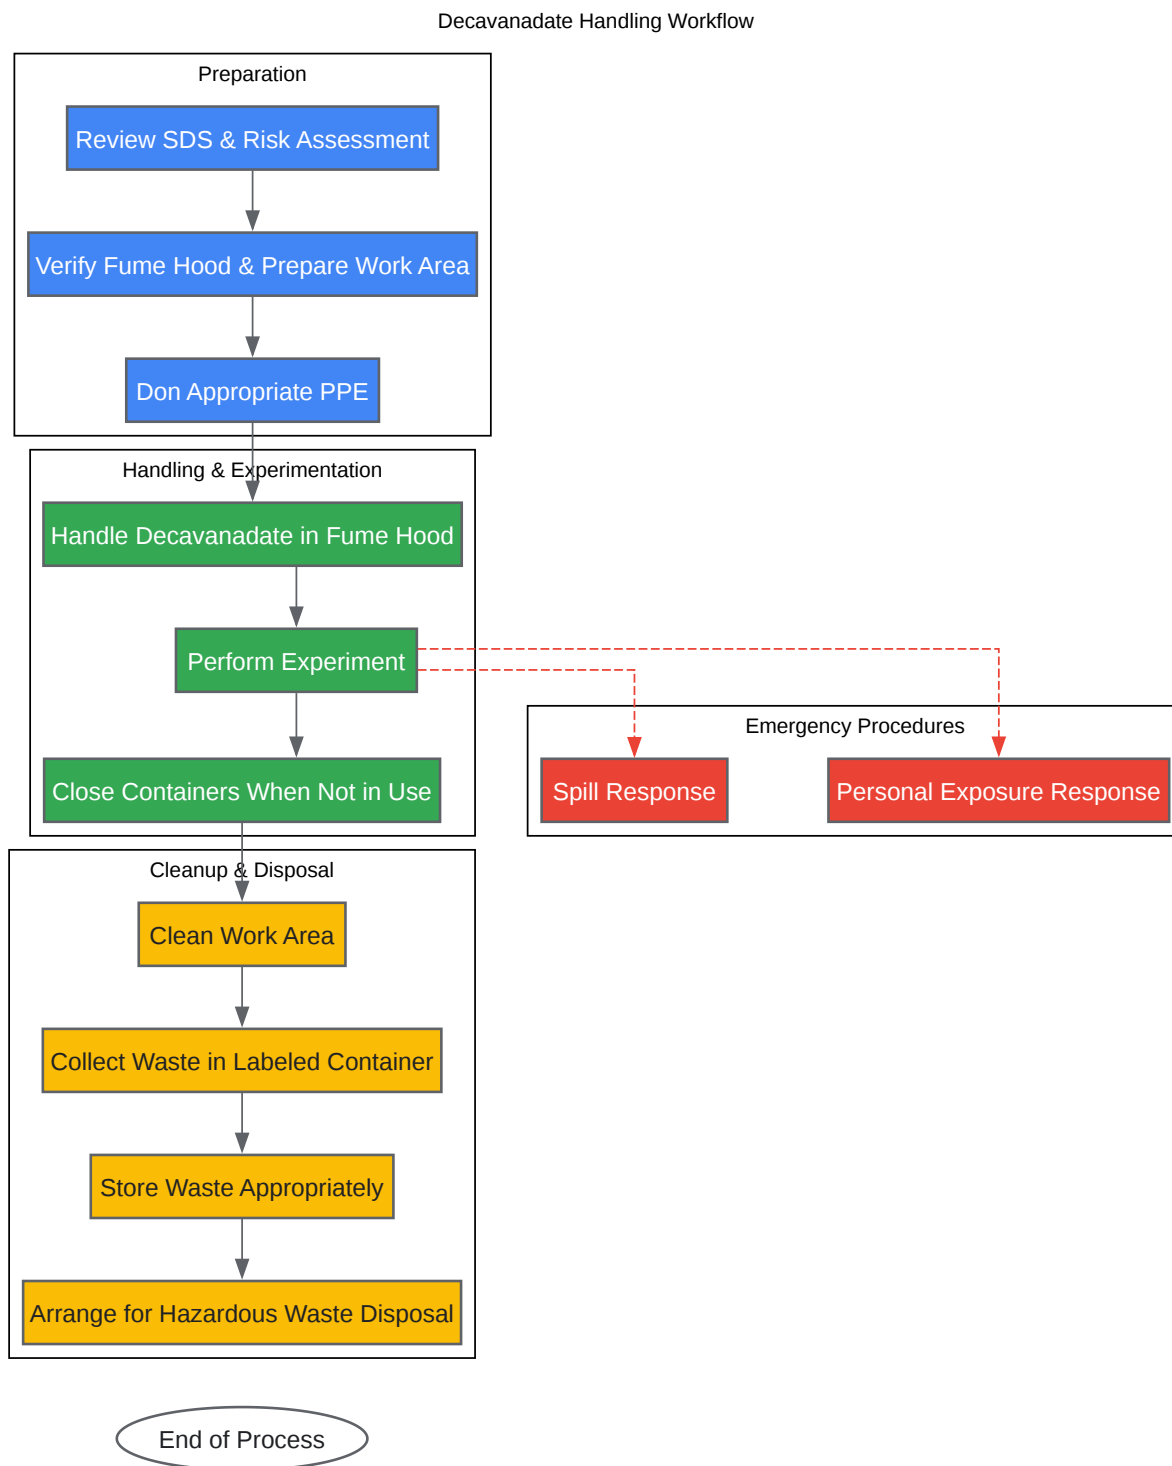 Decavanadate Handling Workflow
Preparation
Review SDS & Risk Assessment
Verify Fume Hood & Prepare Work Area
Don Appropriate PPE
Handling & Experimentation
Handle Decavanadate in Fume Hood
Perform Experiment
Close Containers When Not in Use
Emergency Procedures
Spill Response
Personal Exposure Response
Cleanup & Disposal
Clean Work Area
Collect Waste in Labeled Container
Store Waste Appropriately
Arrange for Hazardous Waste Disposal
End of Process